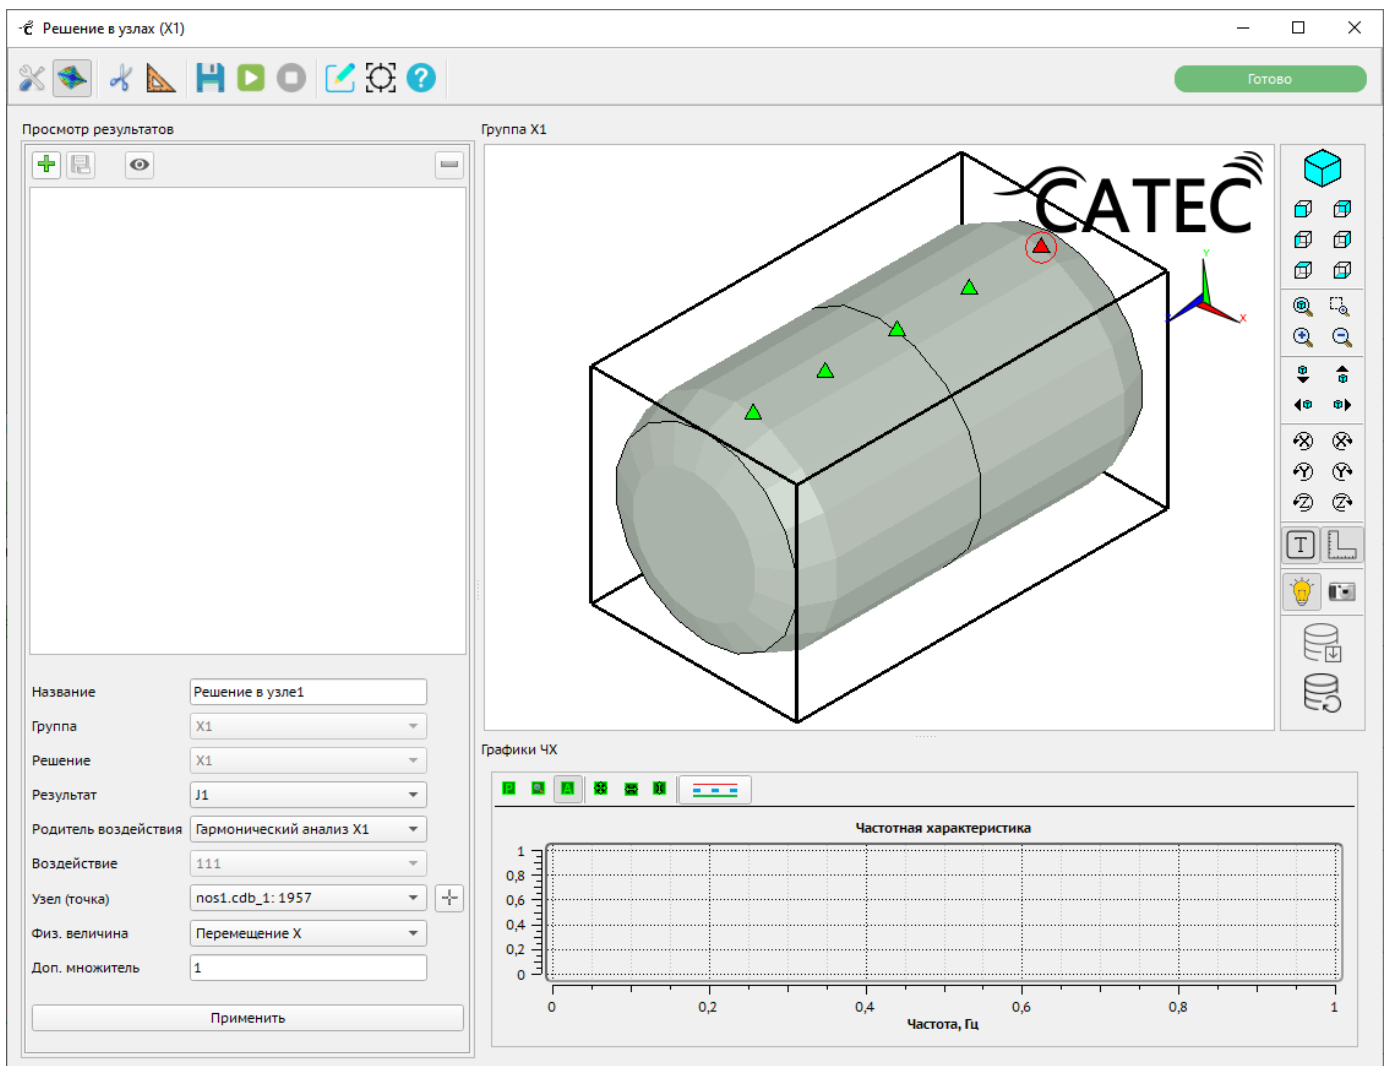 Решение в узлах (X1)
Готово
Просмотр результатов
Группа X1
CATEC
Y
X
X X
Y Y
Z Z
T
Название
Решение в узле1
Группа
X1
Решение
X1
Результат
J1
Родитель воздействия
Гармонический анализ X1
Воздействие
111
Узел (точка)
nos1.cdb_1: 1957
Физ. величина
Перемещение X
Доп. множитель
1
Применить
Графики ЧХ
P
A
Частотная характеристика
1
0,8
0,6
0,4
0,2
0
0 0,2 0,4 0,6 0,8 1
Частота, Гц